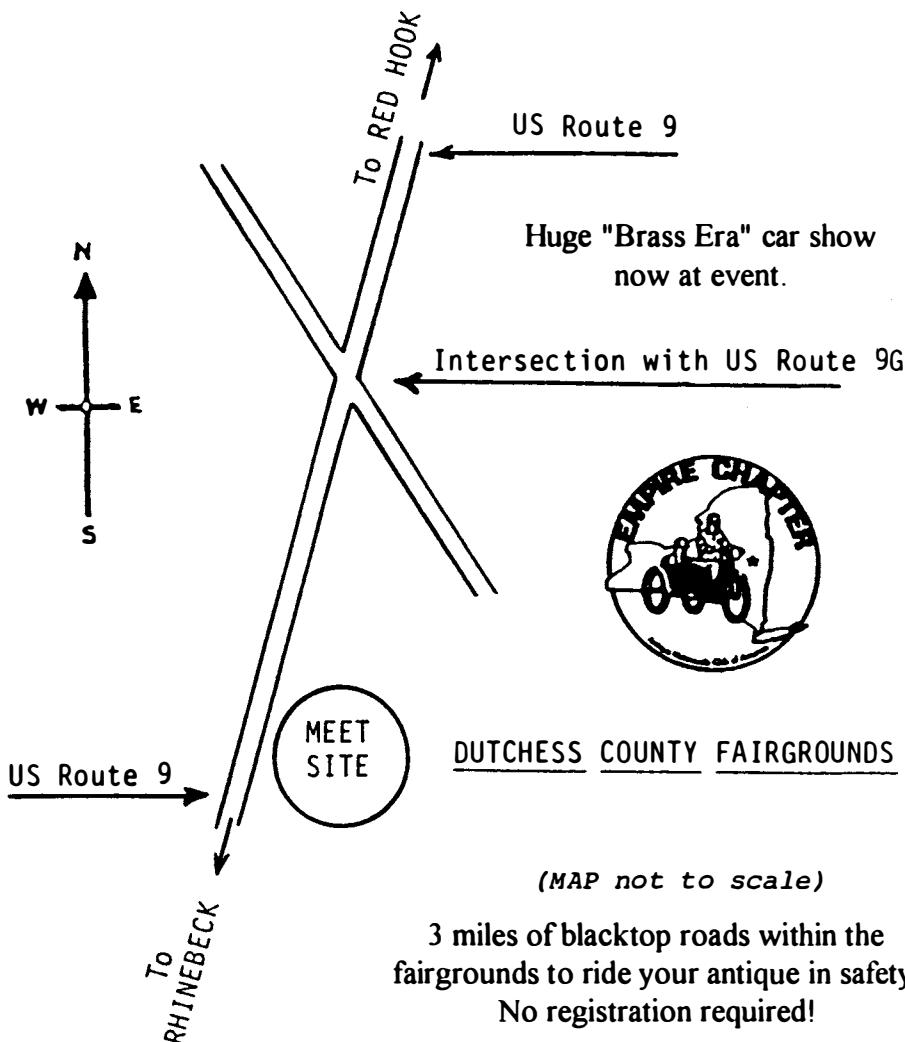 To RED HOOK
US Route 9
Huge "Brass Era" car show
now at event.
N
W E
S
Intersection with US Route 9G
EMPIRE CHAPTER
MEET
SITE
DUTCHESS COUNTY FAIRGROUNDS
US Route 9
(MAP not to scale)
To
RHINEBECK
3 miles of blacktop roads within the
fairgrounds to ride your antique in safety
No registration required!